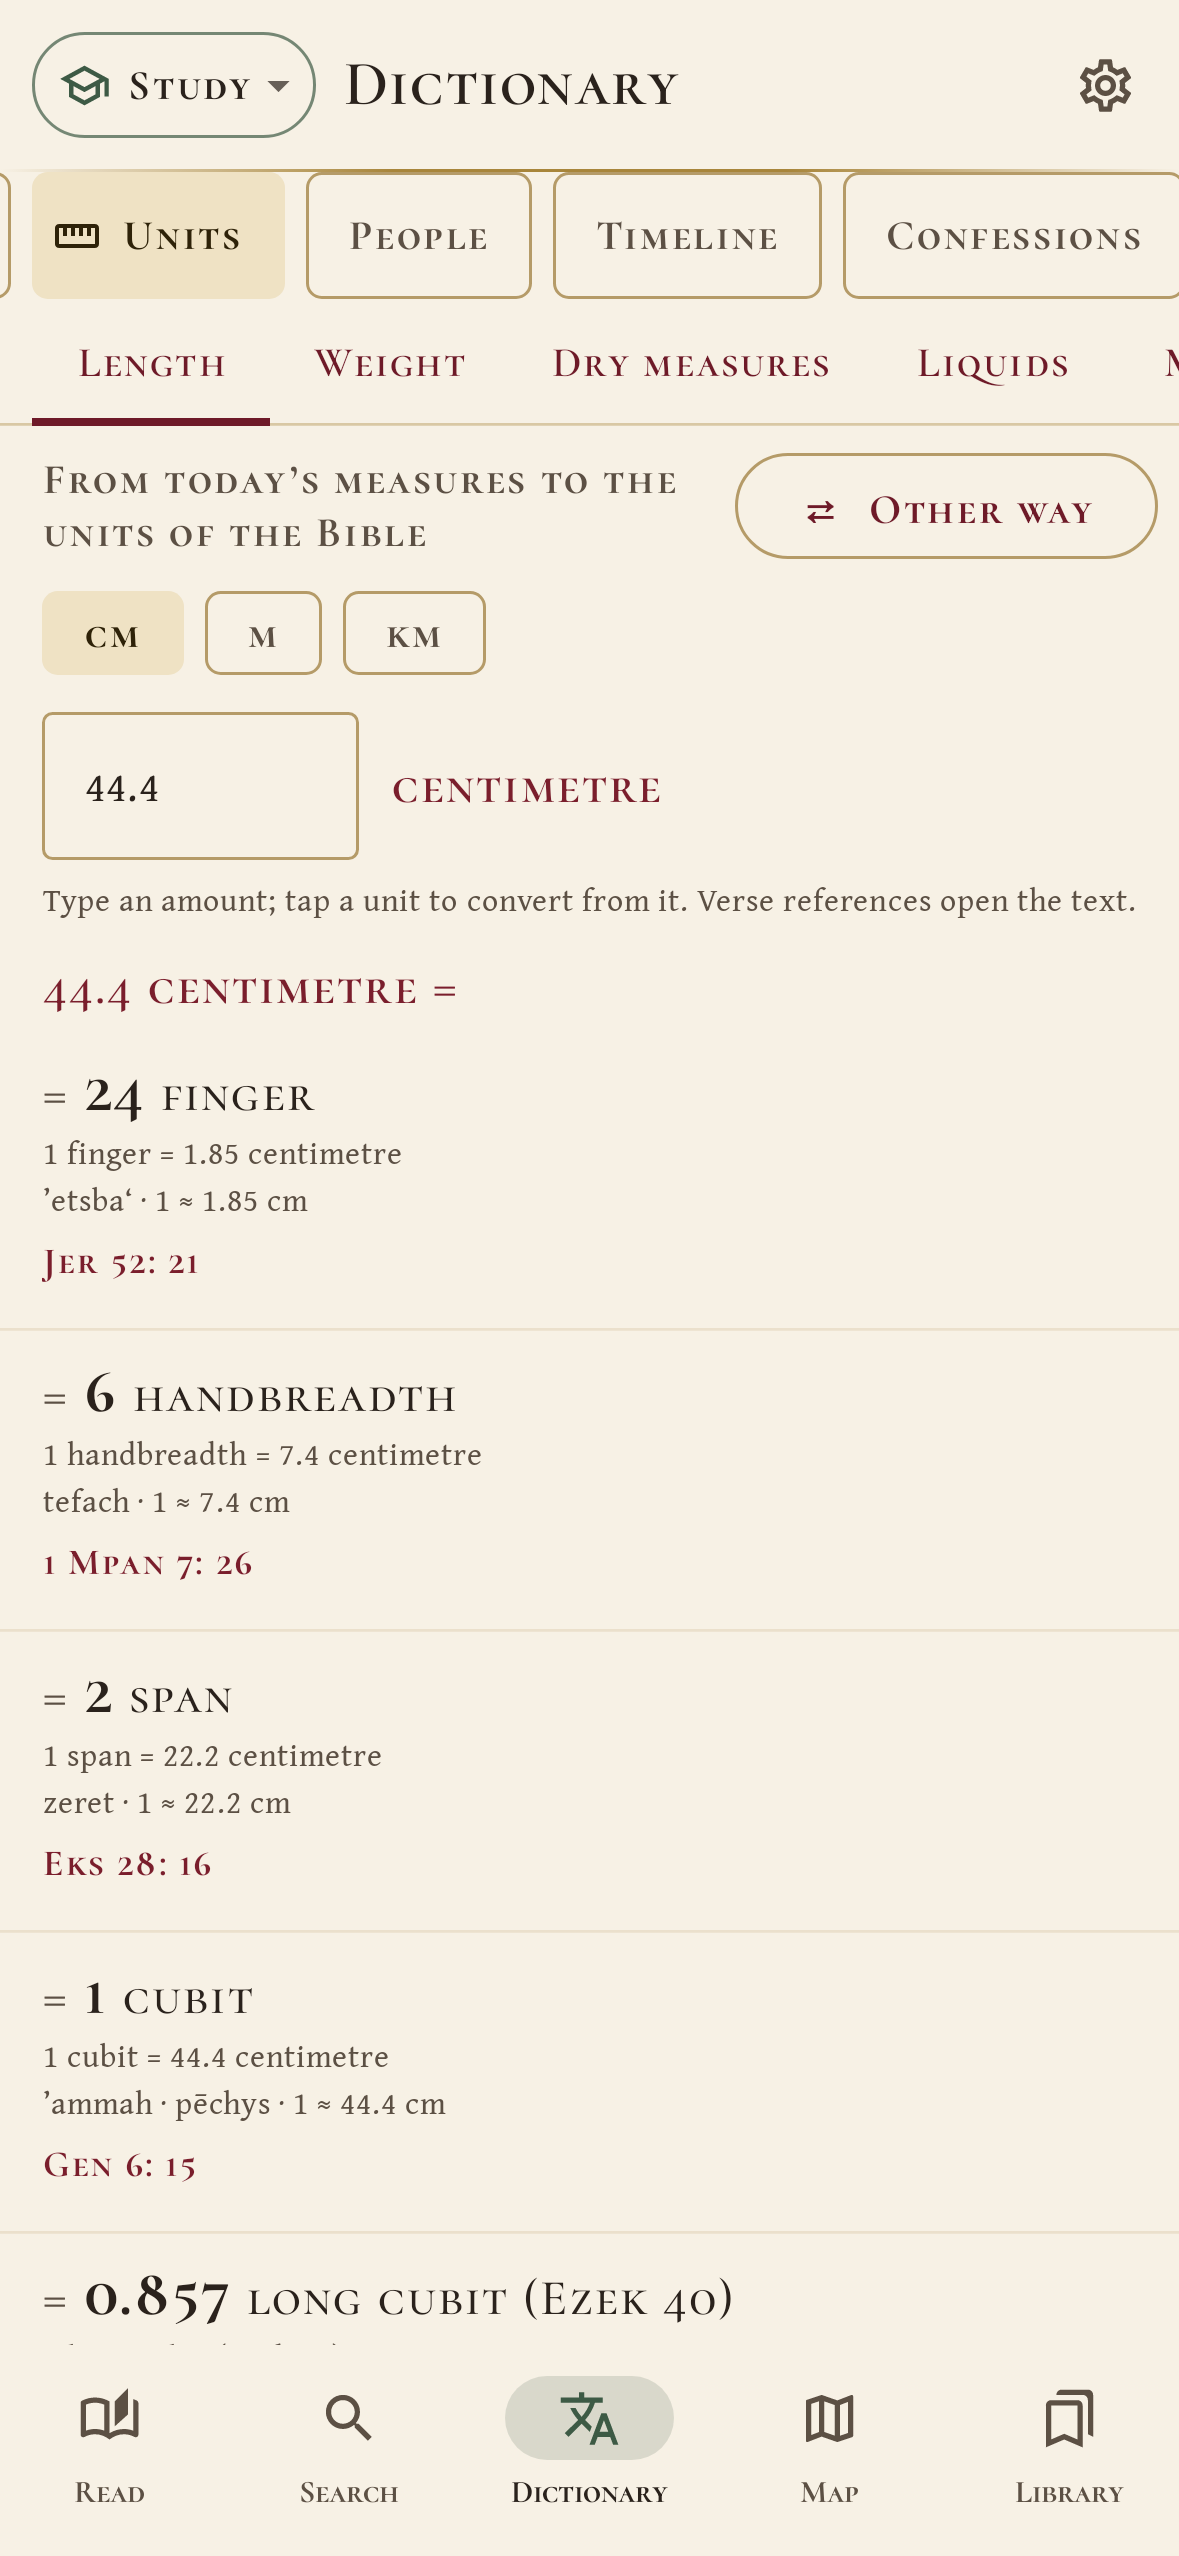 Study Dictionary
Units People Timeline Confessions
Length Weight Dry measures Liquids
From today’s measures to the
units of the Bible
⇄ Other way
cm m km
44.4 centimetre
Type an amount; tap a unit to convert from it. Verse references open the text.
44.4 centimetre =
= 24 finger
1 finger = 1.85 centimetre
’etsba‘ · 1 ≈ 1.85 cm
Jer 52: 21
= 6 handbreadth
1 handbreadth = 7.4 centimetre
tefach · 1 ≈ 7.4 cm
1 Mpan 7: 26
= 2 span
1 span = 22.2 centimetre
zeret · 1 ≈ 22.2 cm
Eks 28: 16
= 1 cubit
1 cubit = 44.4 centimetre
’ammah · pēchys · 1 ≈ 44.4 cm
Gen 6: 15
= 0.857 long cubit (Ezek 40)
Read Search Dictionary Map Library